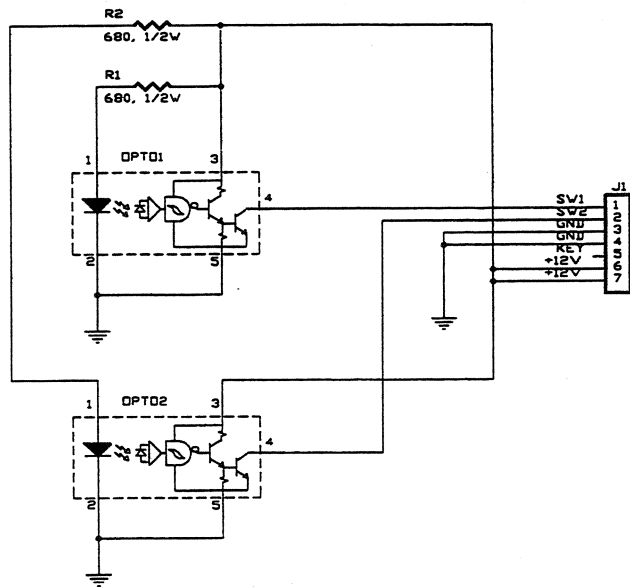 R2
680, 1/2W
R1
680, 1/2W
1
OPTO1
3
4
2
5
J1
SW1
1
SW2
2
GND
3
GND
4
KEY
5
+12V
6
+12V
7
1
OPTO2
3
4
2
5